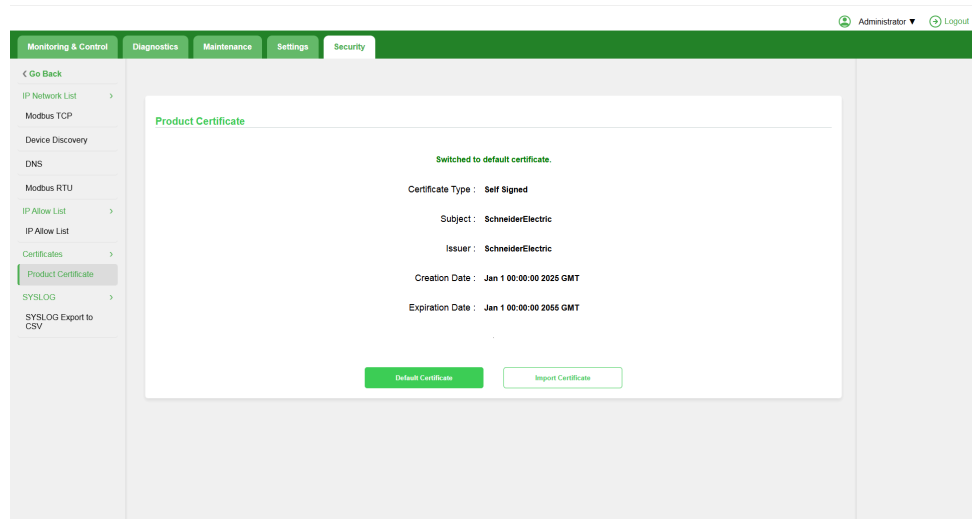 Administrator ▼ Logout
Monitoring & Control Diagnostics Maintenance Settings Security
Go Back
IP Network List
Modbus TCP
Device Discovery
DNS
Modbus RTU
IP Allow List
IP Allow List
Certificates
Product Certificate
SYSLOG
SYSLOG Export to
CSV
Product Certificate
Switched to default certificate.
Certificate Type : Self Signed
Subject : SchneiderElectric
Issuer : SchneiderElectric
Creation Date : Jan 1 00:00:00 2025 GMT
Expiration Date : Jan 1 00:00:00 2055 GMT
Default Certificate Import Certificate